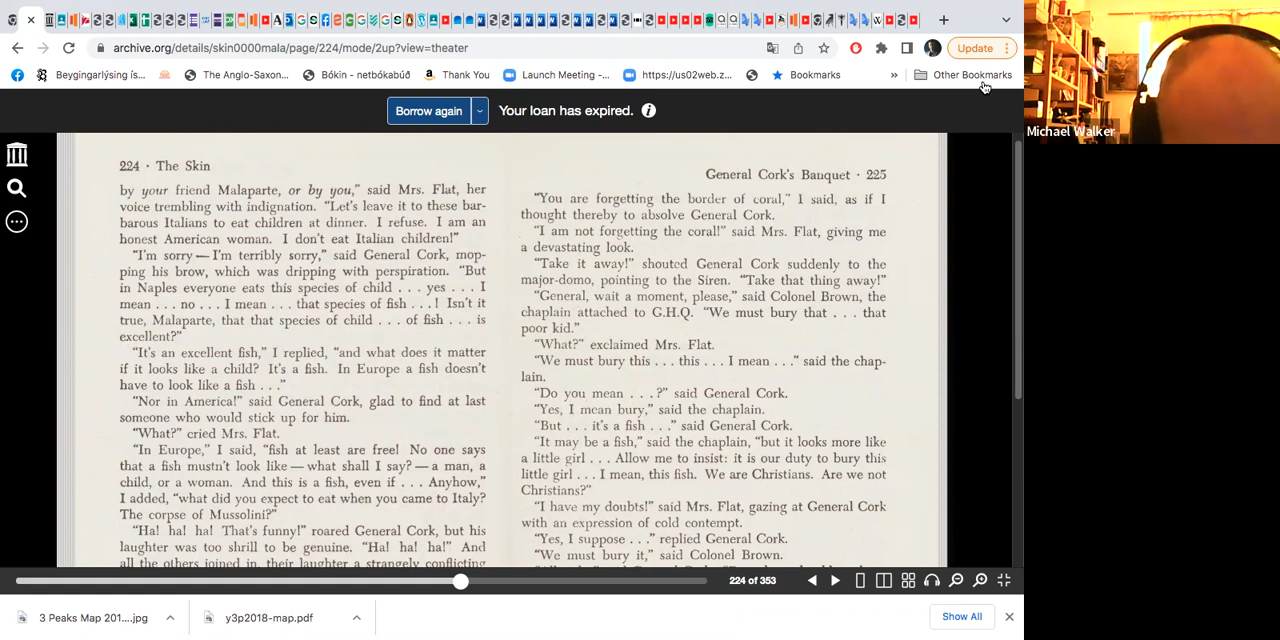 archive.org/details/skin0000mala/page/224/mode/2up?view=theater
Update
Beygingarlýsing ís...
The Anglo-Saxon...
Bókin - netbókabúð
Thank You
Launch Meeting -...
https://us02web.z...
Bookmarks
»
Other Bookmarks
Borrow again
Your loan has expired.
Michael Walker
224 · The Skin
by your friend Malaparte, or by you,” said Mrs. Flat, her
voice trembling with indignation. “Let's leave it to these bar-
barous Italians to eat children at dinner. I refuse. I am an
honest American woman. I don't eat Italian children!”
“I'm sorry — I'm terribly sorry,” said General Cork, mop-
ping his brow, which was dripping with perspiration. “But
in Naples everyone eats this species of child . . . yes . . . I
mean . . . no . . . I mean . . . that species of fish . . . ! Isn't it
true, Malaparte, that that species of child . . . of fish . . . is
excellent?”
“It's an excellent fish,” I replied, “and what does it matter
if it looks like a child? It's a fish. In Europe a fish doesn't
have to look like a fish . . .”
“Nor in America!” said General Cork, glad to find at last
someone who would stick up for him.
“What?” cried Mrs. Flat.
“In Europe,” I said, “fish at least are free! No one says
that a fish mustn't look like — what shall I say? — a man, a
child, or a woman. And this is a fish, even if . . . Anyhow,”
I added, “what did you expect to eat when you came to Italy?
The corpse of Mussolini?”
“Ha! ha! ha! That's funny!” roared General Cork, but his
laughter was too shrill to be genuine. “Ha! ha! ha!” And
all the others joined in, their laughter a strangely conflicting
General Cork's Banquet · 225
“You are forgetting the border of coral,” I said, as if I
thought thereby to absolve General Cork.
“I am not forgetting the coral!” said Mrs. Flat, giving me
a devastating look.
“Take it away!” shouted General Cork suddenly to the
major-domo, pointing to the Siren. “Take that thing away!”
“General, wait a moment, please,” said Colonel Brown, the
chaplain attached to G.H.Q. “We must bury that . . . that
poor kid.”
“What?” exclaimed Mrs. Flat.
“We must bury this . . . this . . . I mean . . .” said the chap-
lain.
“Do you mean . . . ?” said General Cork.
“Yes, I mean bury,” said the chaplain.
“But . . . it's a fish . . .” said General Cork.
“It may be a fish,” said the chaplain, “but it looks more like
a little girl . . . Allow me to insist: it is our duty to bury this
little girl . . . I mean, this fish. We are Christians. Are we not
Christians?”
“I have my doubts!” said Mrs. Flat, gazing at General Cork
with an expression of cold contempt.
“Yes, I suppose . . .” replied General Cork.
“We must bury it,” said Colonel Brown.
224 of 353
3 Peaks Map 201....jpg
y3p2018-map.pdf
Show All